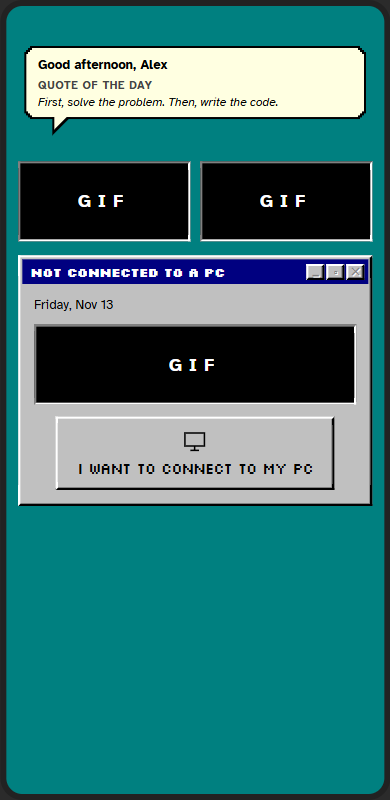 Good afternoon, Alex
QUOTE OF THE DAY
First, solve the problem. Then, write the code.
GIF GIF
NOT CONNECTED TO A PC
Friday, Nov 13
GIF
I WANT TO CONNECT TO MY PC